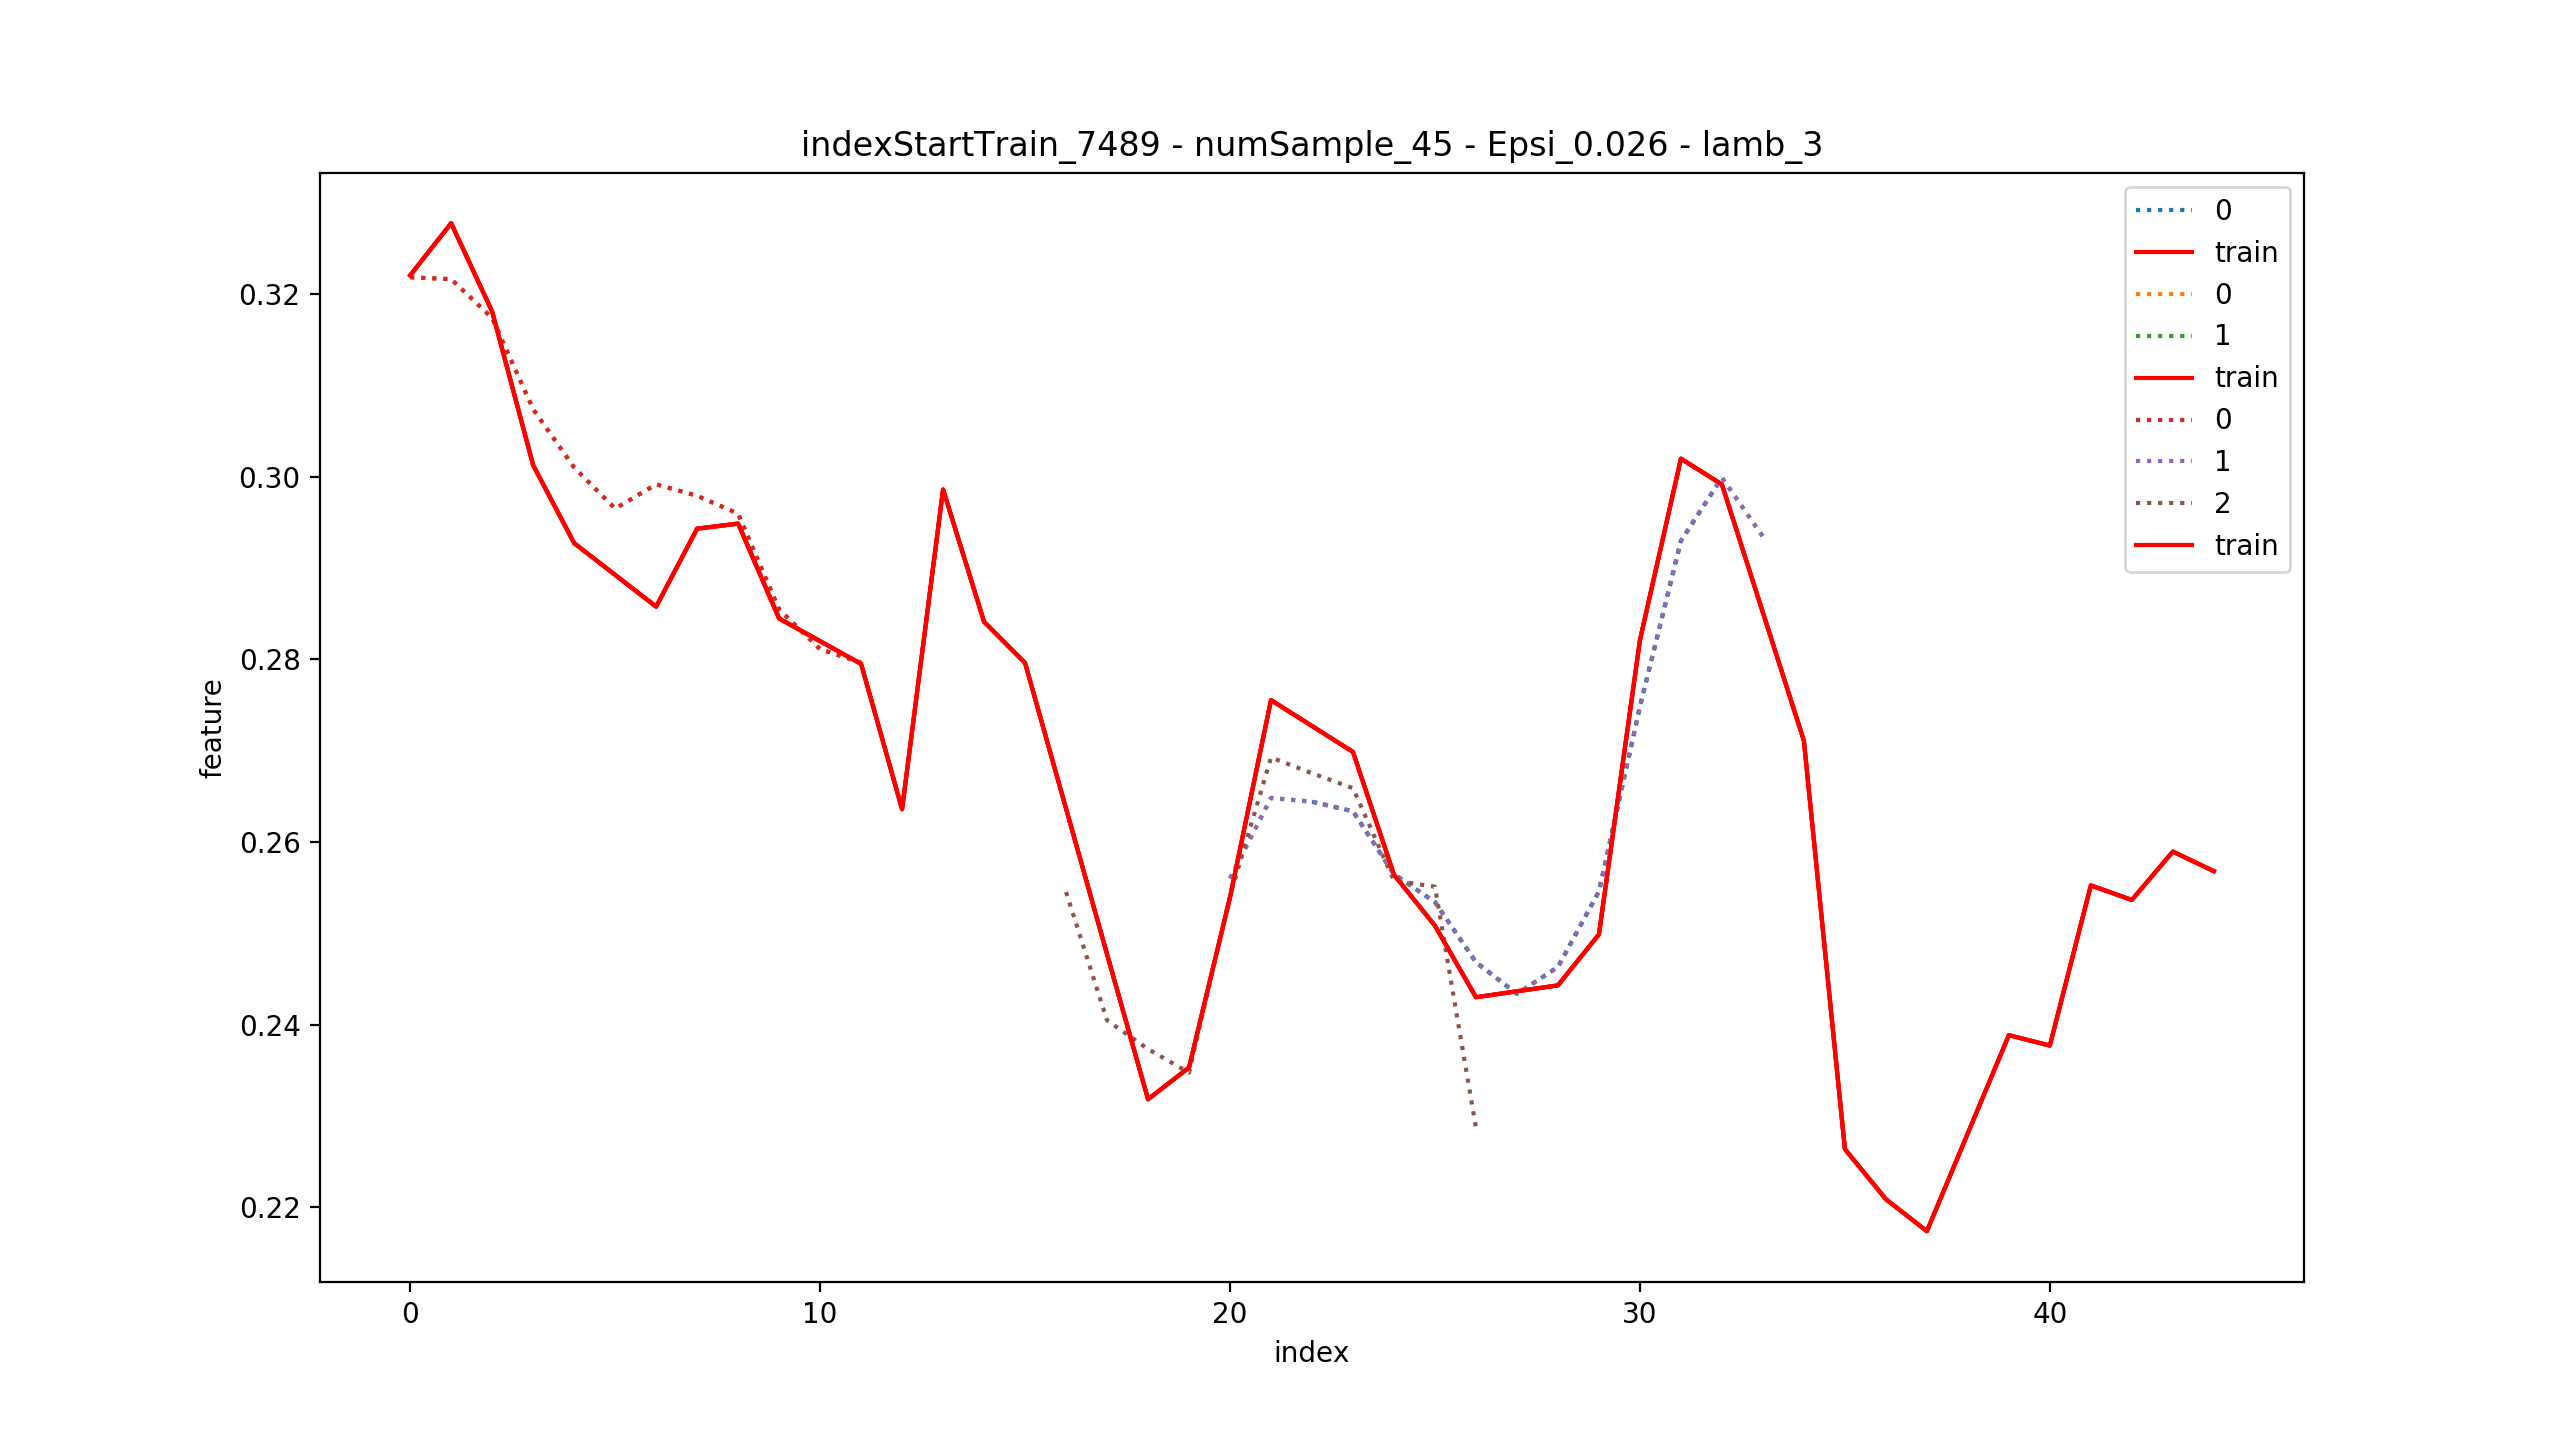 indexStartTrain_7489 - numSample_45 - Epsi_0.026 - lamb_3
0
train
0
1
train
0
1
2
train
0.32
0.30
0.28
0.26
0.24
0.22
feature
0 10 20 30 40
index